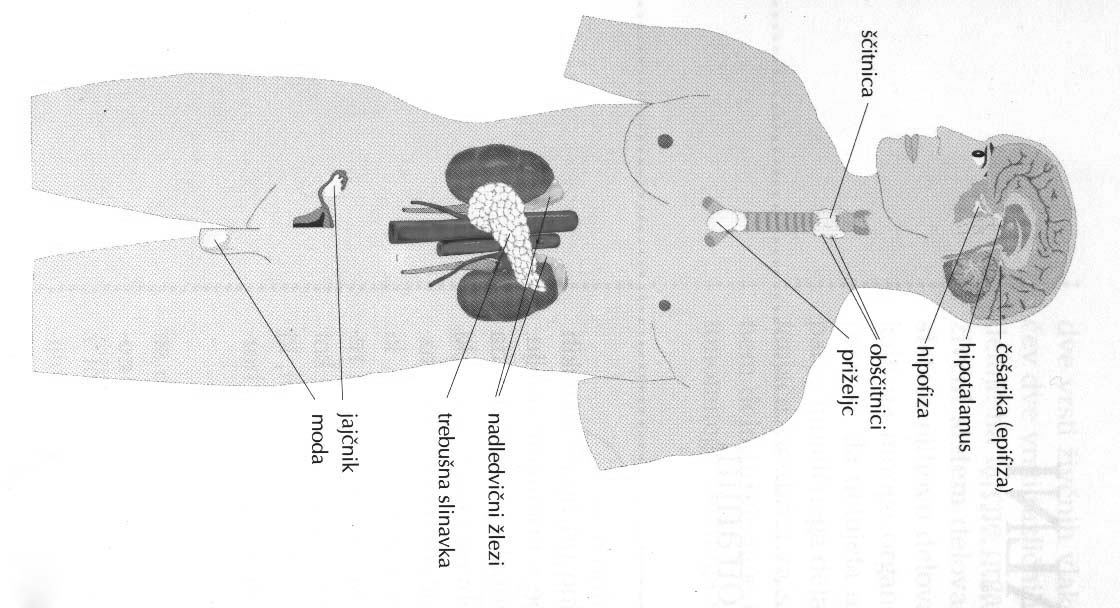 češarika (epifiza)
hipotalamus
hipofiza
obščitnici
ščitnica
priželjc
nadledvični žlezi
trebušna slinavka
jajčnik
moda